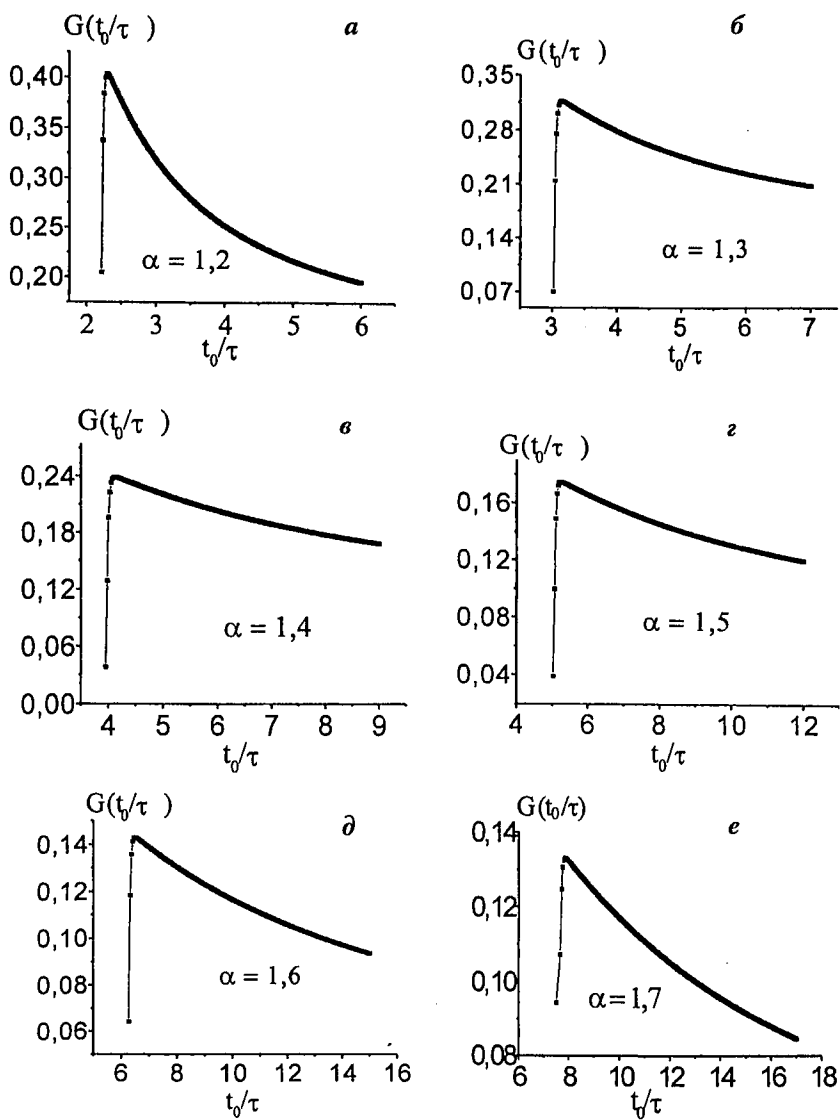 G(t₀/τ ) а
0,40
0,35
0,30
0,25
0,20
α = 1,2
2 3 4 5 6
t₀/τ
G(t₀/τ ) б
0,35
0,28
0,21
0,14
0,07
α = 1,3
3 4 5 6 7
t₀/τ
G(t₀/τ ) в
0,24
0,18
0,12
0,06
0,00
α = 1,4
4 5 6 7 8 9
t₀/τ
G(t₀/τ ) г
0,16
0,12
0,08
0,04
α = 1,5
4 6 8 10 12
t₀/τ
G(t₀/τ ) д
0,14
0,12
0,10
0,08
0,06
α = 1,6
6 8 10 12 14 16
t₀/τ
G(t₀/τ) е
0,14
0,12
0,10
0,08
α=1,7
6 8 10 12 14 16 18
t₀/τ